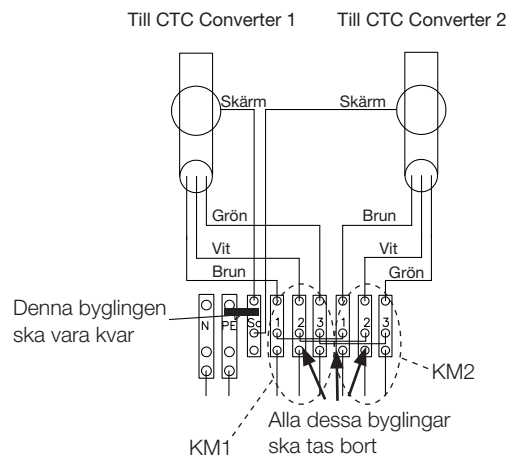 Till CTC Converter 1
Till CTC Converter 2
Skärm
Skärm
Grön
Brun
Vit
Vit
Brun
Grön
Denna byglingen
ska vara kvar
N
PE
Sc
1
2
3
1
2
3
KM2
KM1
Alla dessa byglingar
ska tas bort